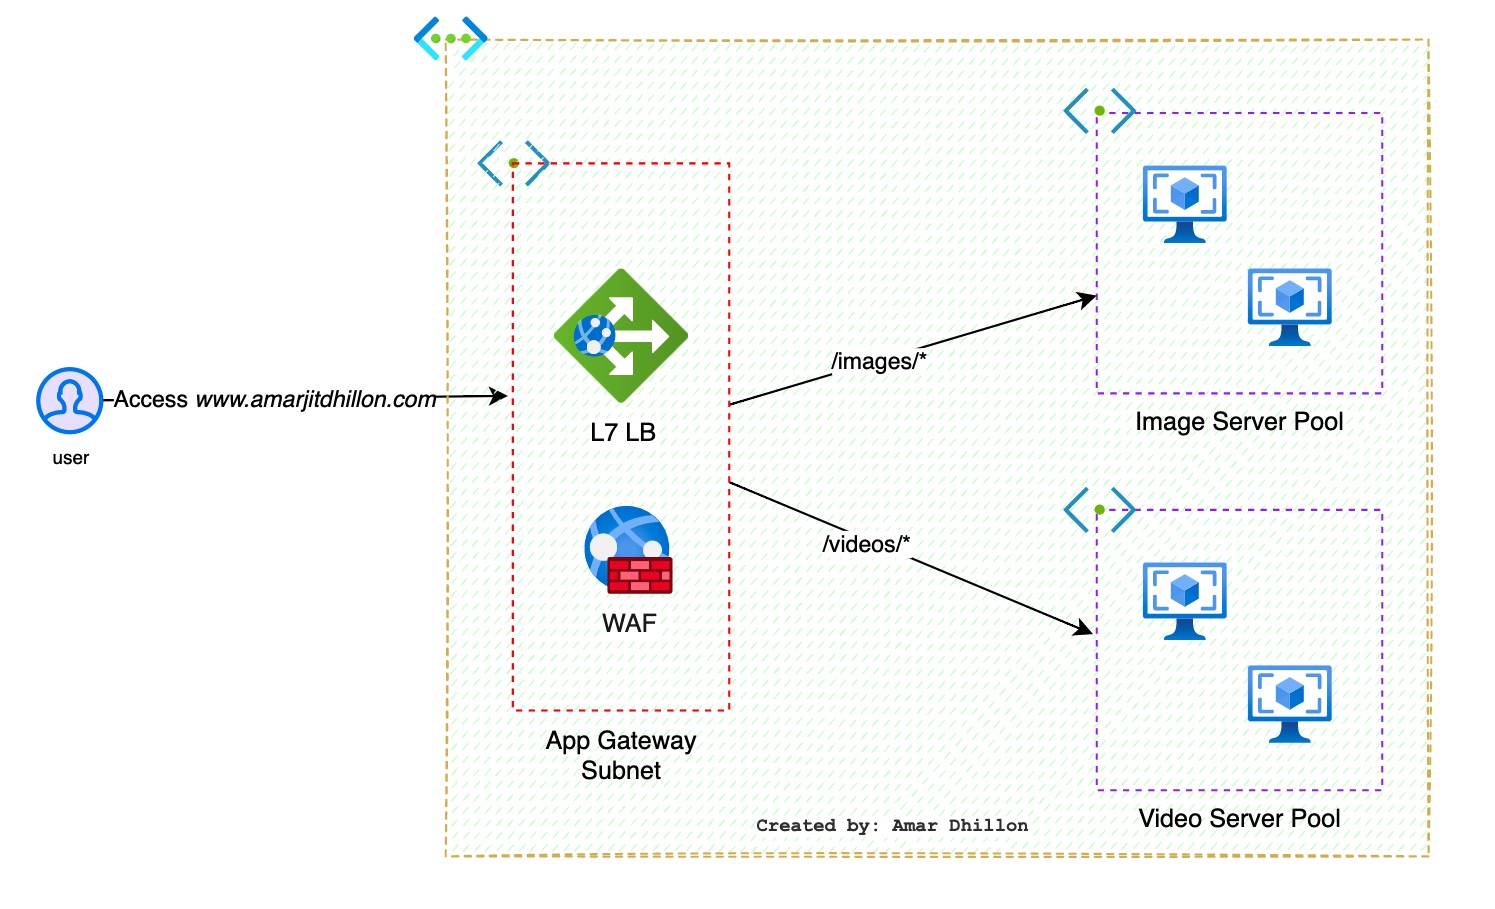 user
Access www.amarjitdhillon.com
L7 LB
WAF
App Gateway
Subnet
/images/*
/videos/*
Image Server Pool
Video Server Pool
Created by: Amar Dhillon